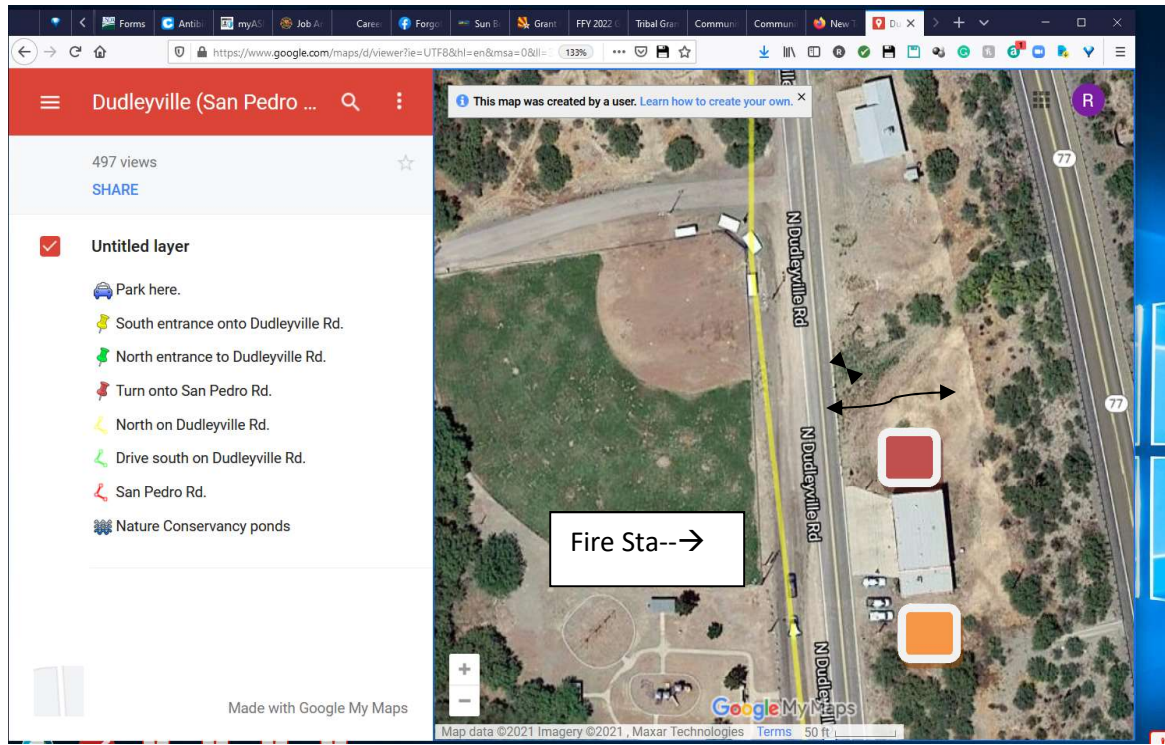 Forms
Antibi
myAS
Job Ar
Career
Forgot
Sun B
Grant
FFY 2022 G
Tribal Gran
Communi
Communi
New T
Du
https://www.google.com/maps/d/viewer?ie=UTF8&hl=en&msa=0&ll=
133%
Dudleyville (San Pedro ...
497 views
SHARE
Untitled layer
Park here.
South entrance onto Dudleyville Rd.
North entrance to Dudleyville Rd.
Turn onto San Pedro Rd.
North on Dudleyville Rd.
Drive south on Dudleyville Rd.
San Pedro Rd.
Nature Conservancy ponds
Made with Google My Maps
This map was created by a user. Learn how to create your own.
R
77
N Dudleyville Rd
77
N Dudleyville Rd
Fire Sta--→
N Dudleyville
Google My Maps
Map data ©2021 Imagery ©2021 , Maxar Technologies Terms 50 ft